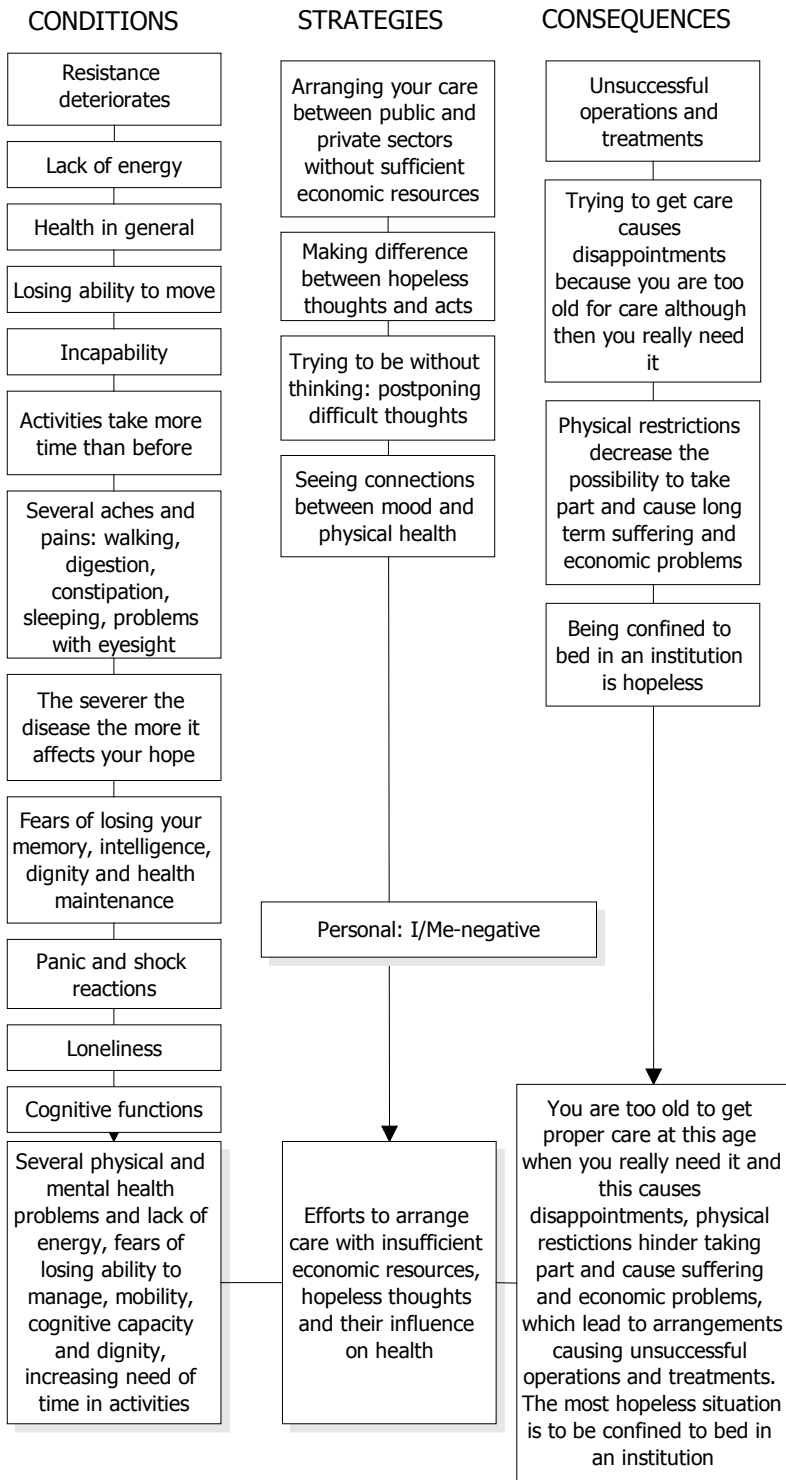 CONDITIONS
Resistance
deteriorates
Lack of energy
Health in general
Losing ability to move
Incapability
Activities take more
time than before
Several aches and
pains: walking,
digestion,
constipation,
sleeping, problems
with eyesight
The severer the
disease the more it
affects your hope
Fears of losing your
memory, intelligence,
dignity and health
maintenance
Panic and shock
reactions
Loneliness
Cognitive functions
Several physical and
mental health
problems and lack of
energy, fears of
losing ability to
manage, mobility,
cognitive capacity
and dignity,
increasing need of
time in activities
STRATEGIES
Arranging your care
between public and
private sectors
without sufficient
economic resources
Making difference
between hopeless
thoughts and acts
Trying to be without
thinking: postponing
difficult thoughts
Seeing connections
between mood and
physical health
Personal: I/Me-negative
Efforts to arrange
care with insufficient
economic resources,
hopeless thoughts
and their influence
on health
CONSEQUENCES
Unsuccessful
operations and
treatments
Trying to get care
causes
disappointments
because you are too
old for care although
then you really need
it
Physical restrictions
decrease the
possibility to take
part and cause long
term suffering and
economic problems
Being confined to
bed in an institution
is hopeless
You are too old to get
proper care at this age
when you really need it and
this causes
disappointments, physical
restictions hinder taking
part and cause suffering
and economic problems,
which lead to arrangements
causing unsuccessful
operations and treatments.
The most hopeless situation
is to be confined to bed in
an institution